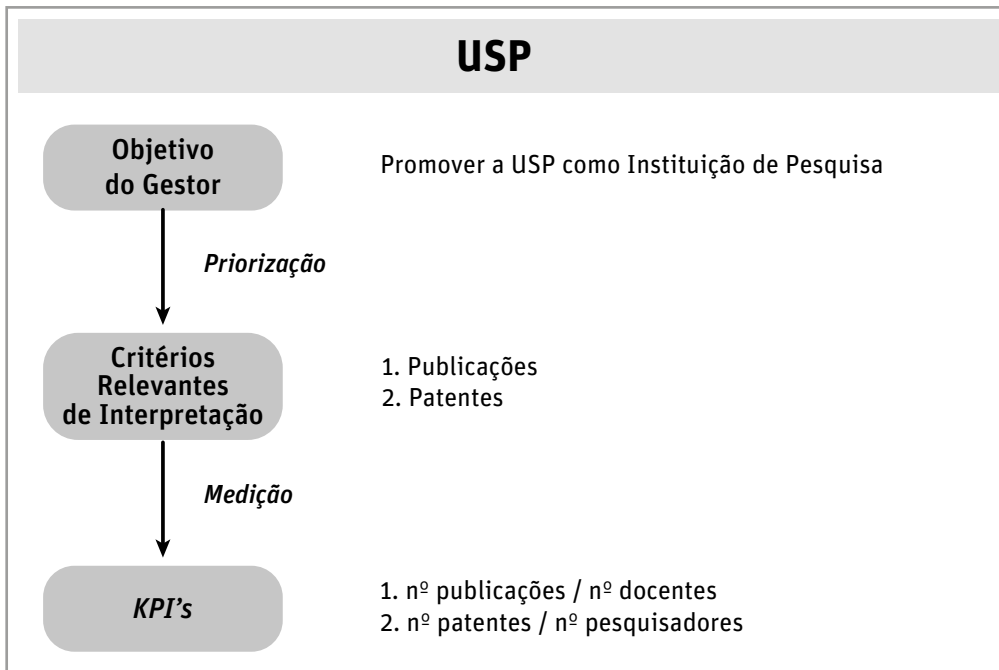 USP
Objetivo
do Gestor
Promover a USP como Instituição de Pesquisa
Priorização
Critérios
Relevantes
de Interpretação
1. Publicações
2. Patentes
Medição
KPI's
1. nº publicações / nº docentes
2. nº patentes / nº pesquisadores